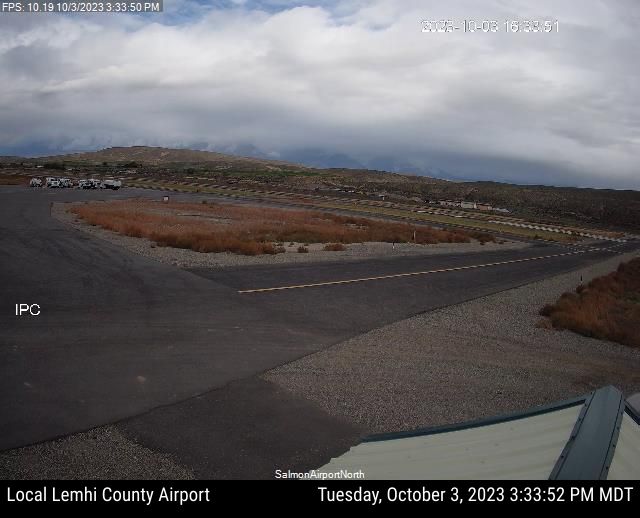 FPS: 10.19 10/3/2023 3:33:50 PM
2023-10-03 16:33:51
IPC
SalmonAirportNorth
Local Lemhi County Airport
Tuesday, October 3, 2023 3:33:52 PM MDT